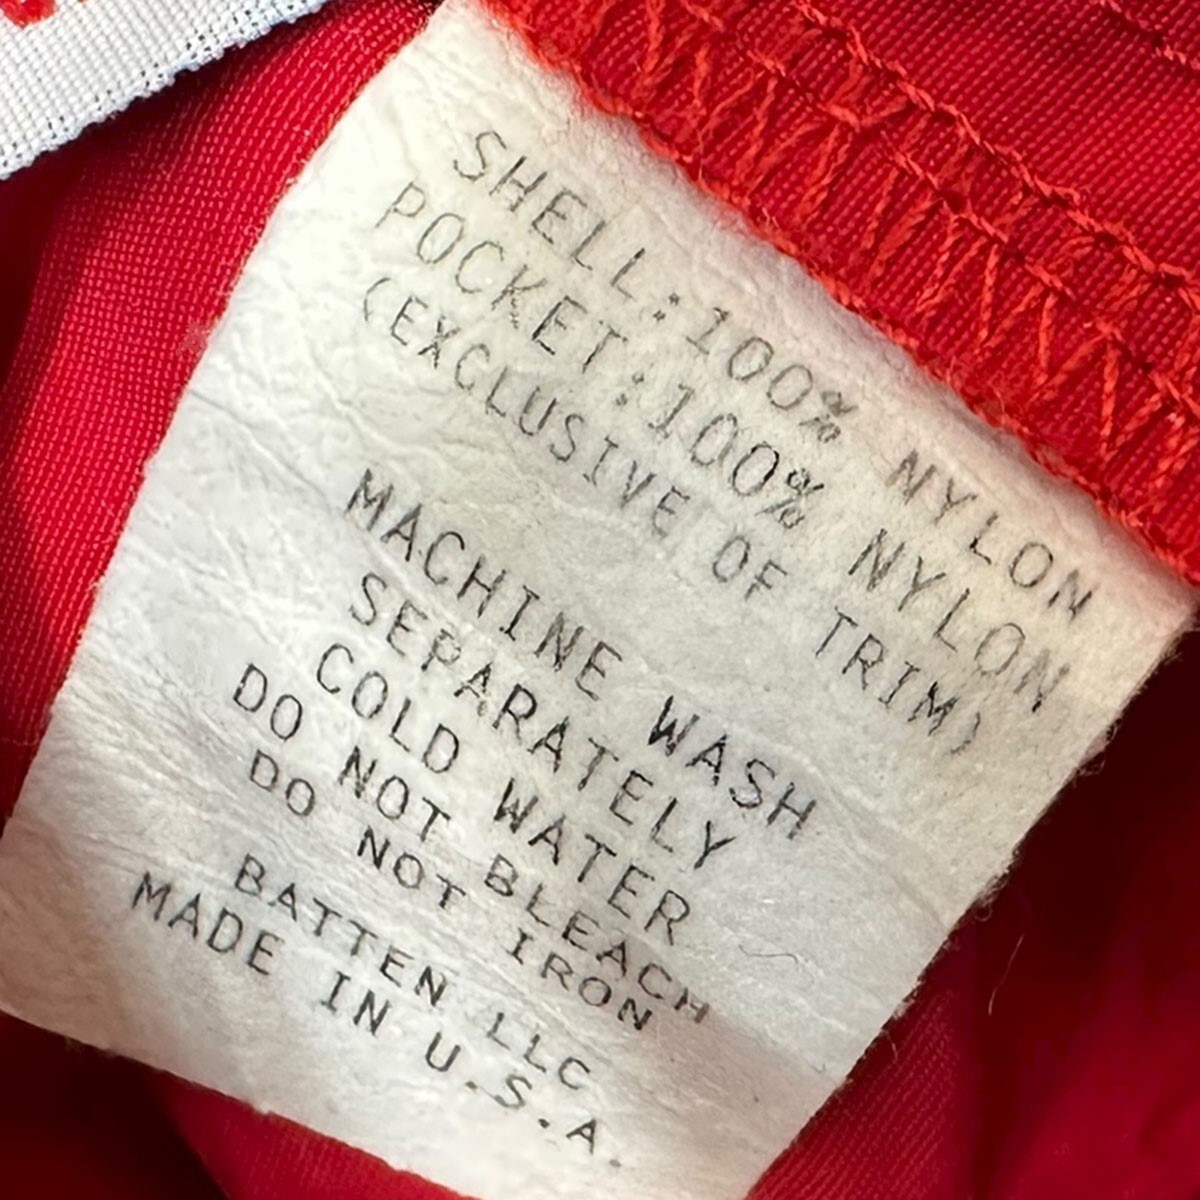 SHELL:100% NYLON
POCKET:100% NYLON
(EXCLUSIVE OF TRIM)
MACHINE WASH
SEPARATELY
COLD WATER
DO NOT BLEACH
DO NOT IRON
BATTEN LLC
MADE IN U.S.A.